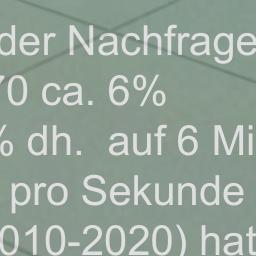 der Nachfrage
70 ca. 6%
% dh.  auf 6 Mi
pro Sekunde
010-2020) hat